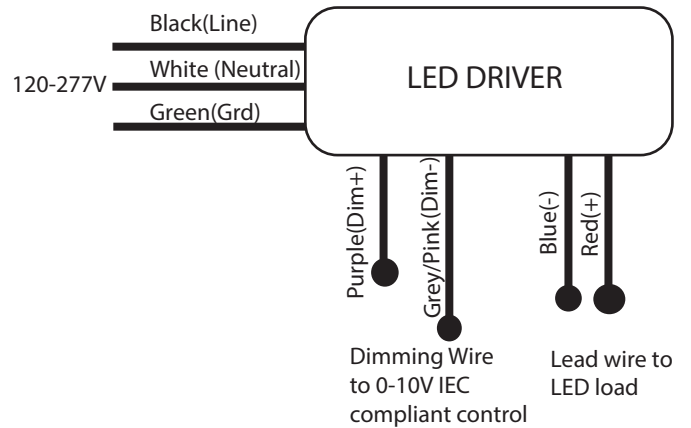 Black(Line)
White (Neutral)
120-277V
Green(Grd)
LED DRIVER
Purple(Dim+)
Grey/Pink(Dim-)
Blue(-)
Red(+)
Dimming Wire
to 0-10V IEC
compliant control
Lead wire to
LED load